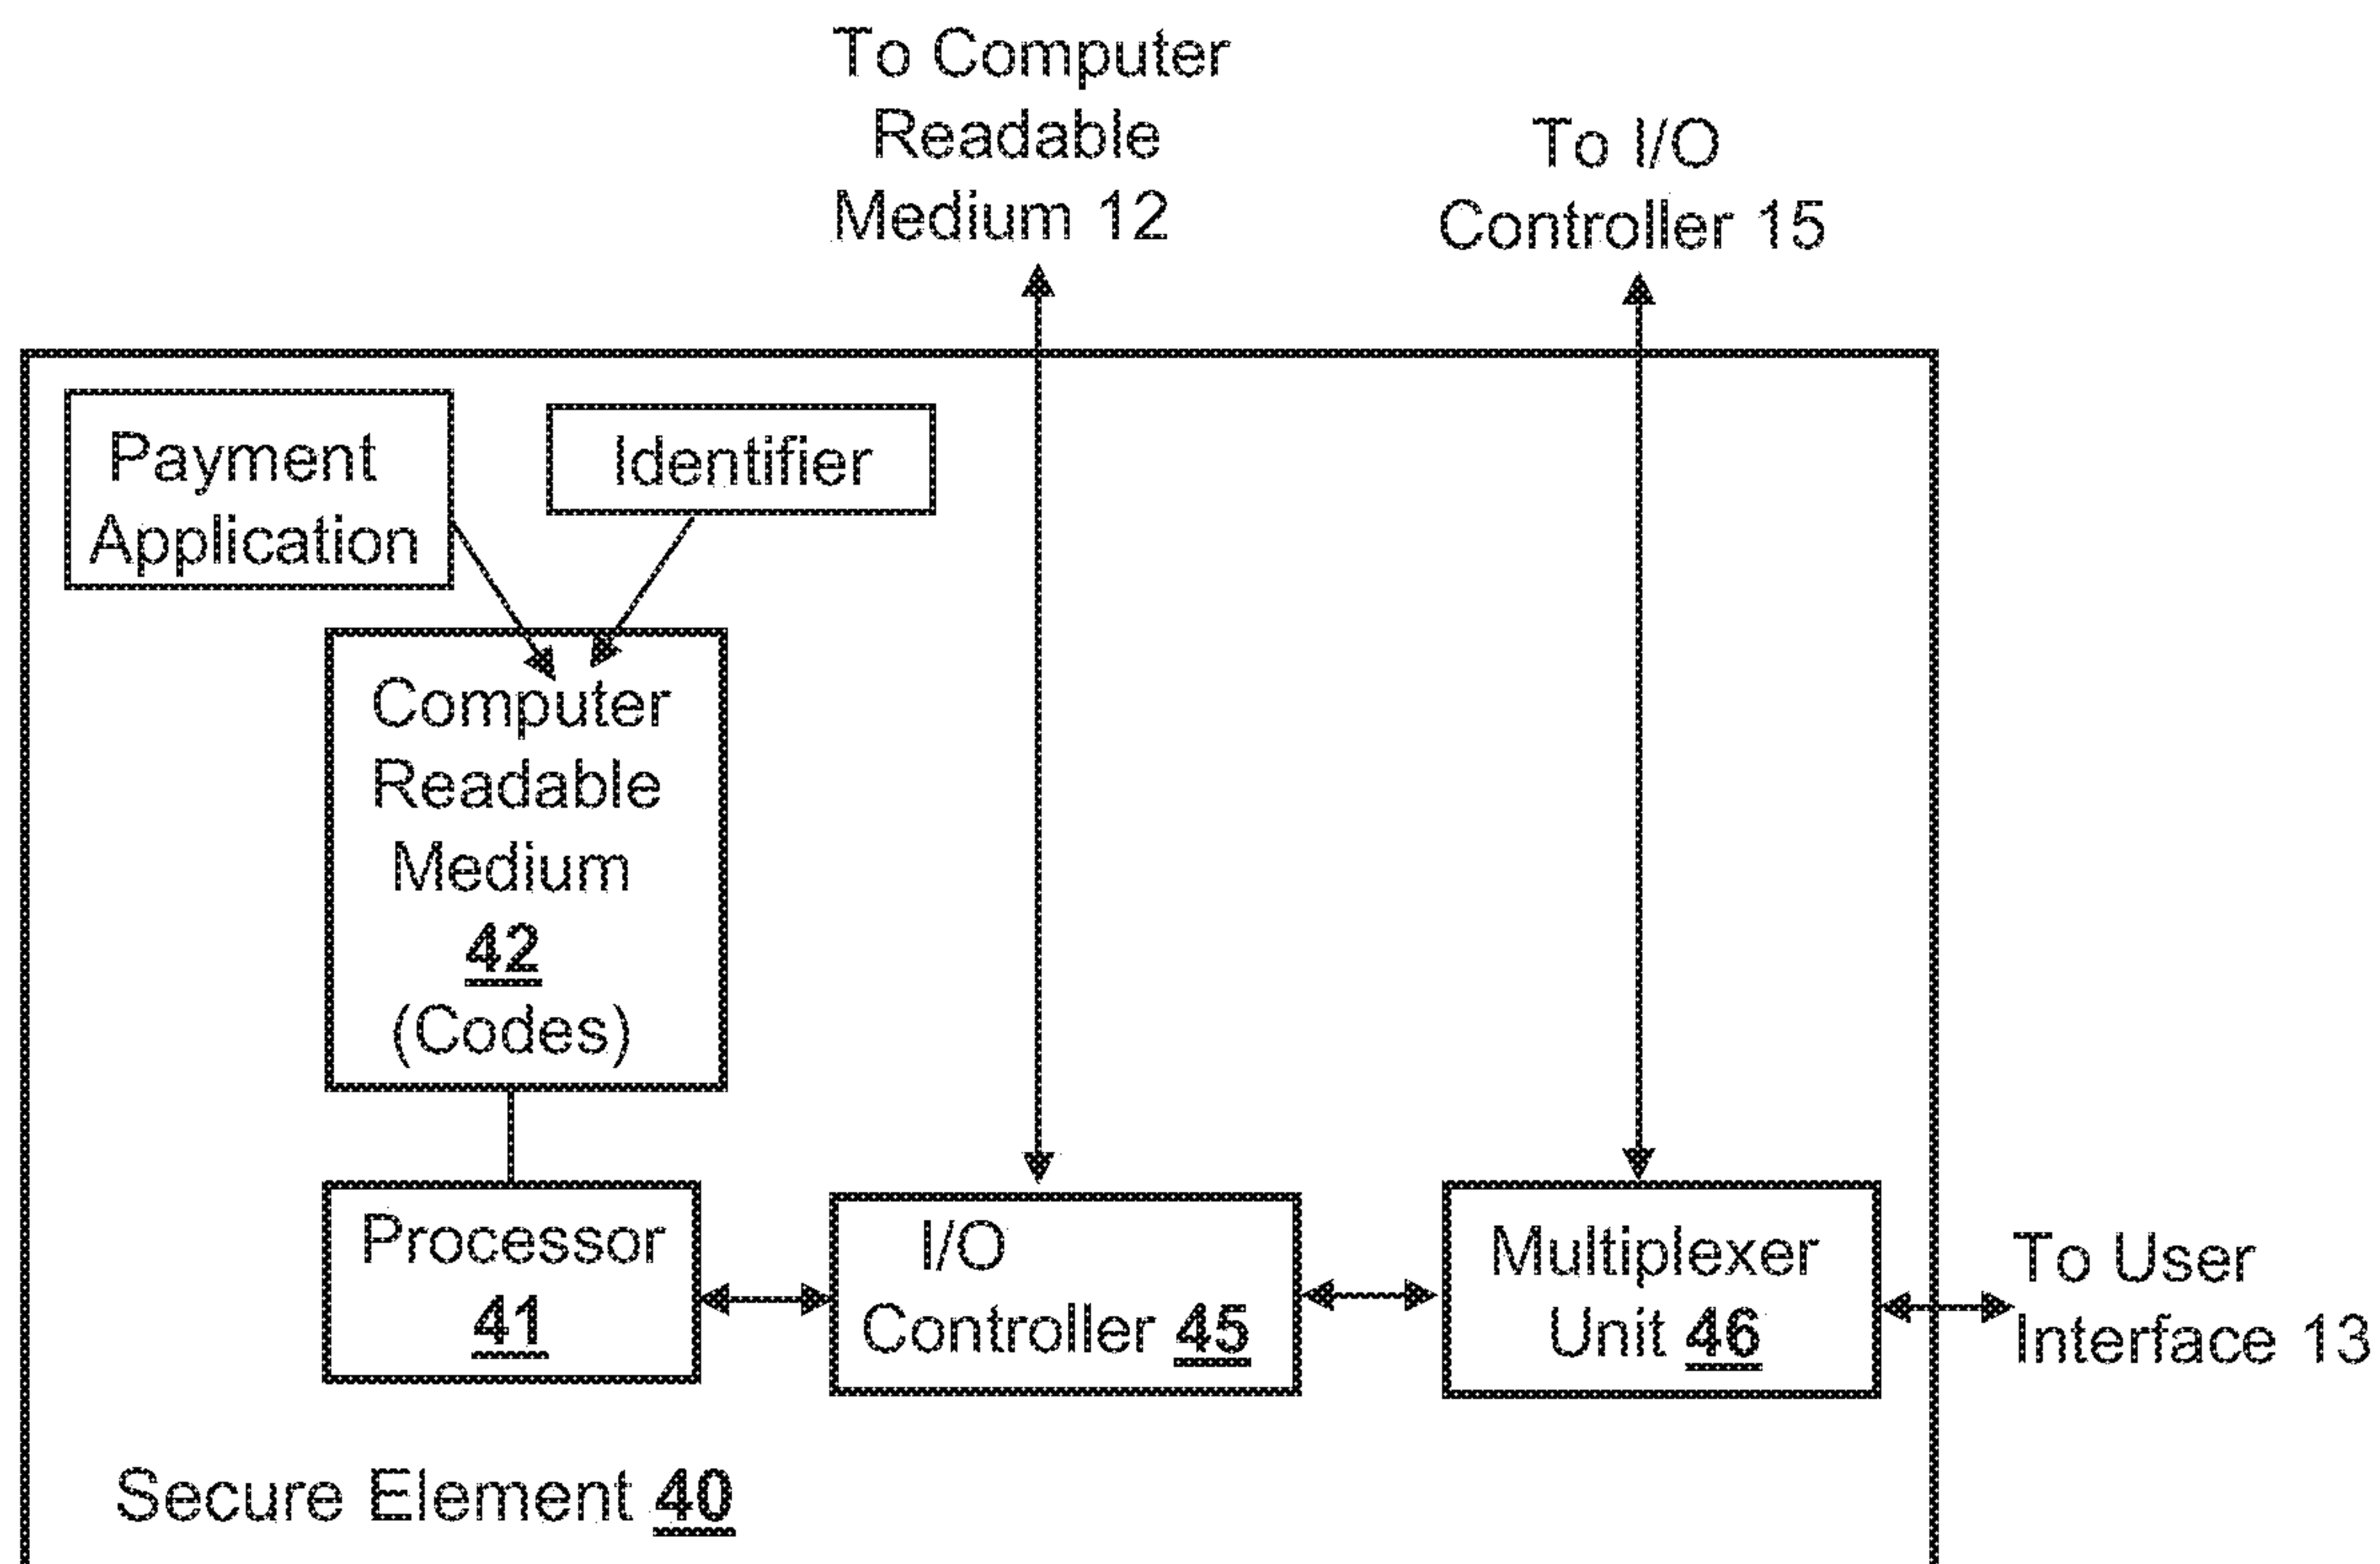 To Computer
Readable
Medium 12
To I/O
Controller 15
Payment
Application
Identifier
Computer
Readable
Medium
42
(Codes)
Processor
41
I/O
Controller 45
Multiplexer
Unit 46
To User
Interface 13
Secure Element 40